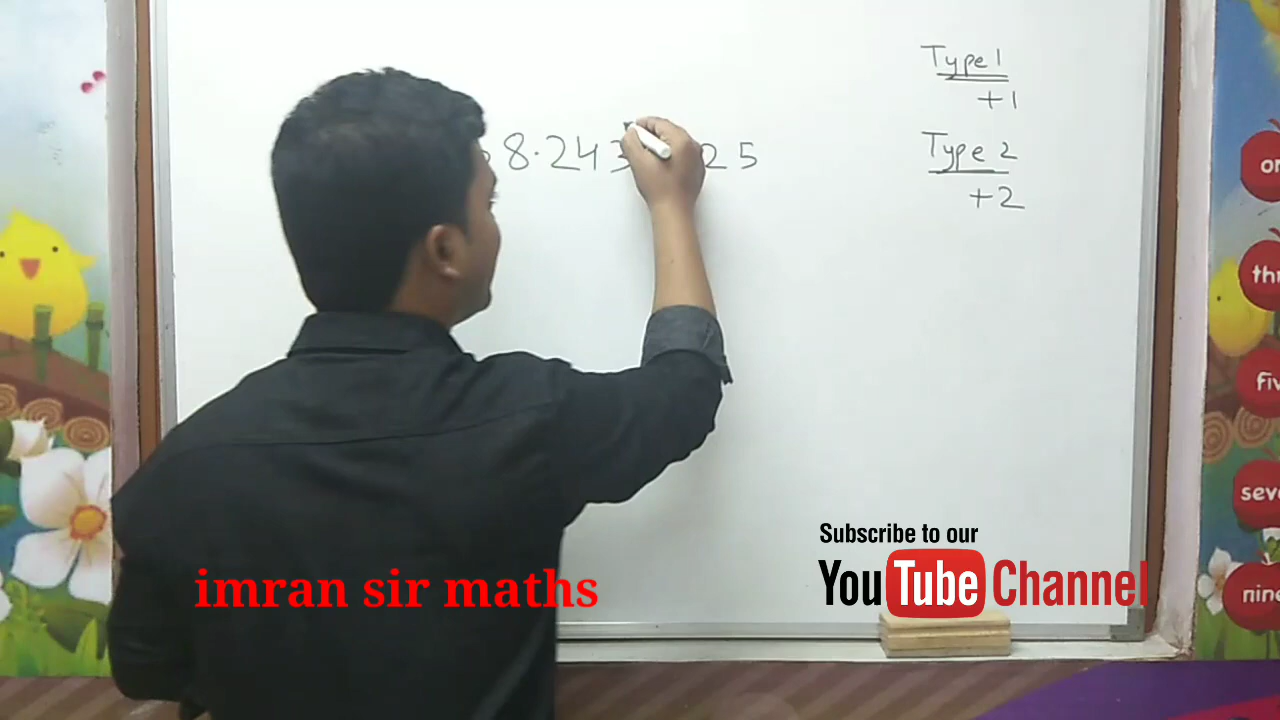 Type 1
+1
8.243 25
Type 2
+2
Subscribe to our
YouTube Channel
imran sir maths